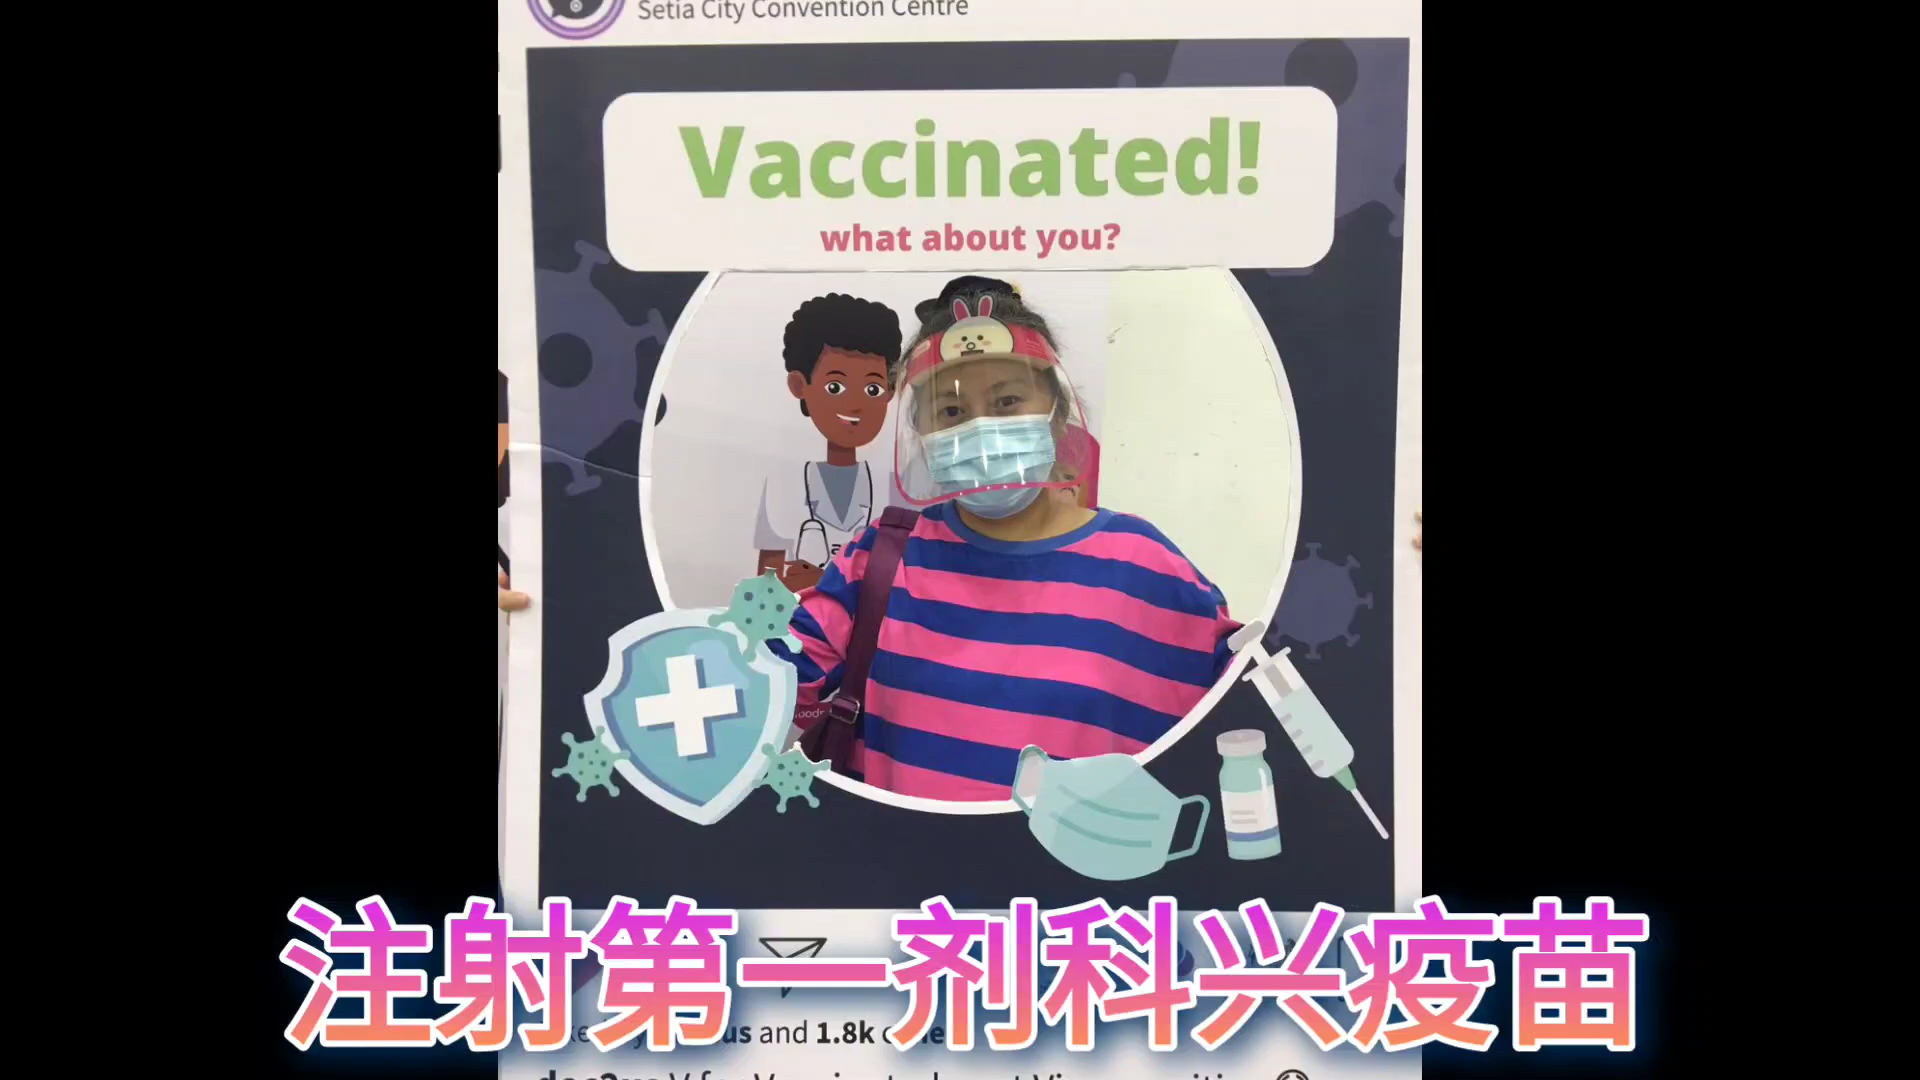 Setia City Convention Centre
Vaccinated!
what about you?
注射第一剂科兴疫苗
and 1.8k